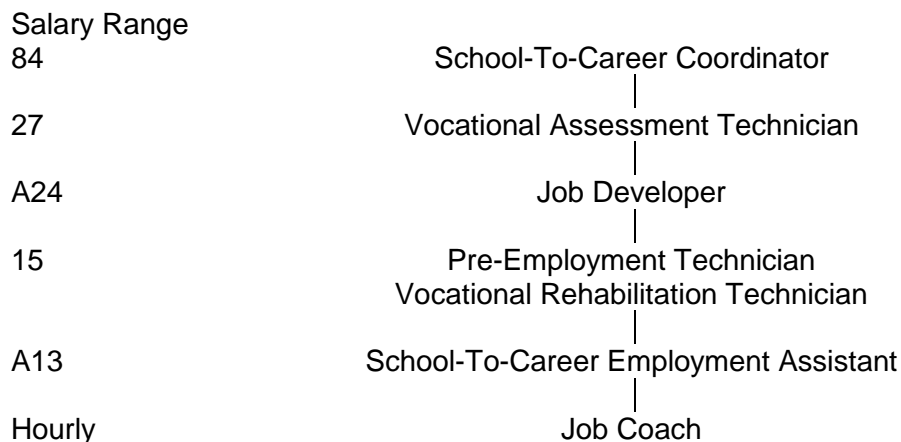 Salary Range
84 School-To-Career Coordinator
27 Vocational Assessment Technician
A24 Job Developer
15 Pre-Employment Technician
Vocational Rehabilitation Technician
A13 School-To-Career Employment Assistant
Hourly Job Coach